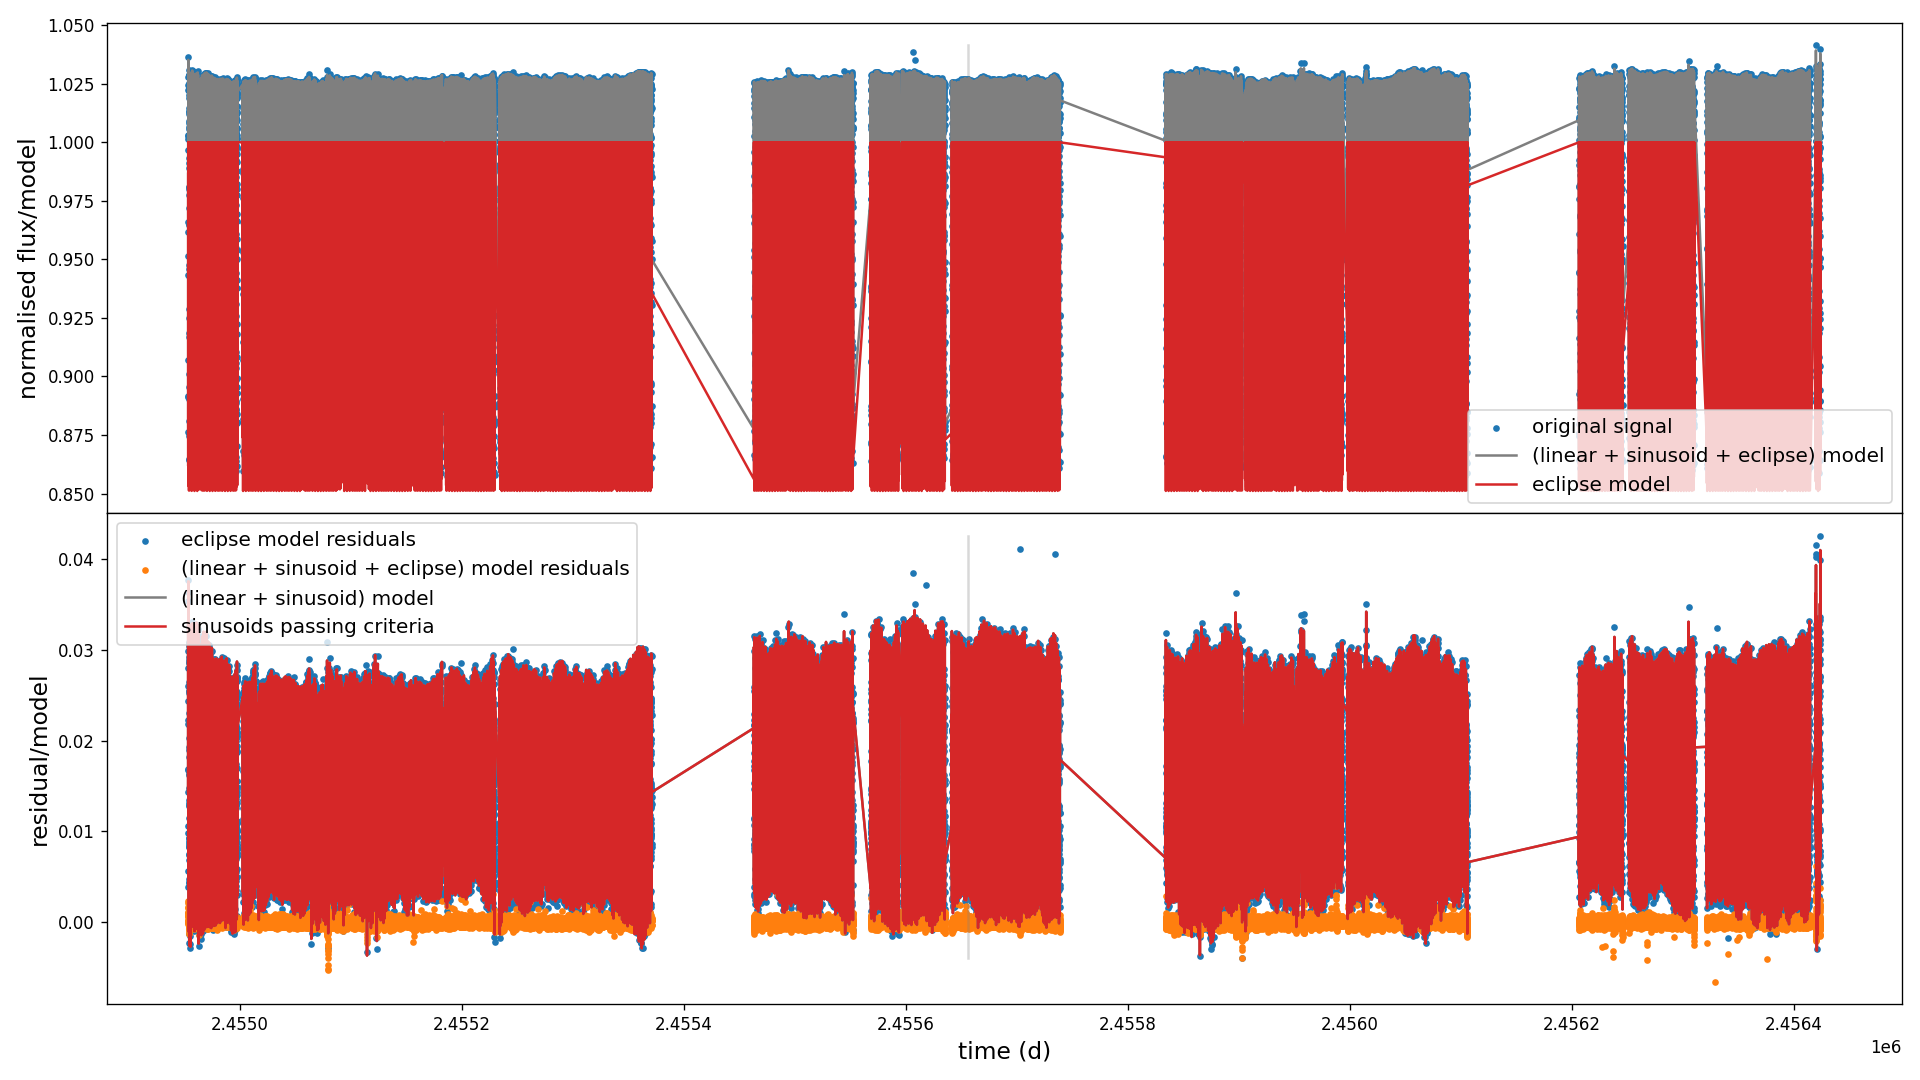 1.050
1.025
1.000
0.975
0.950
0.925
0.900
0.875
0.850
normalised flux/model
original signal
(linear + sinusoid + eclipse) model
eclipse model
eclipse model residuals
(linear + sinusoid + eclipse) model residuals
(linear + sinusoid) model
sinusoids passing criteria
0.04
0.03
0.02
0.01
0.00
residual/model
2.4550
2.4552
2.4554
2.4556
2.4558
2.4560
2.4562
2.4564
1e6
time (d)